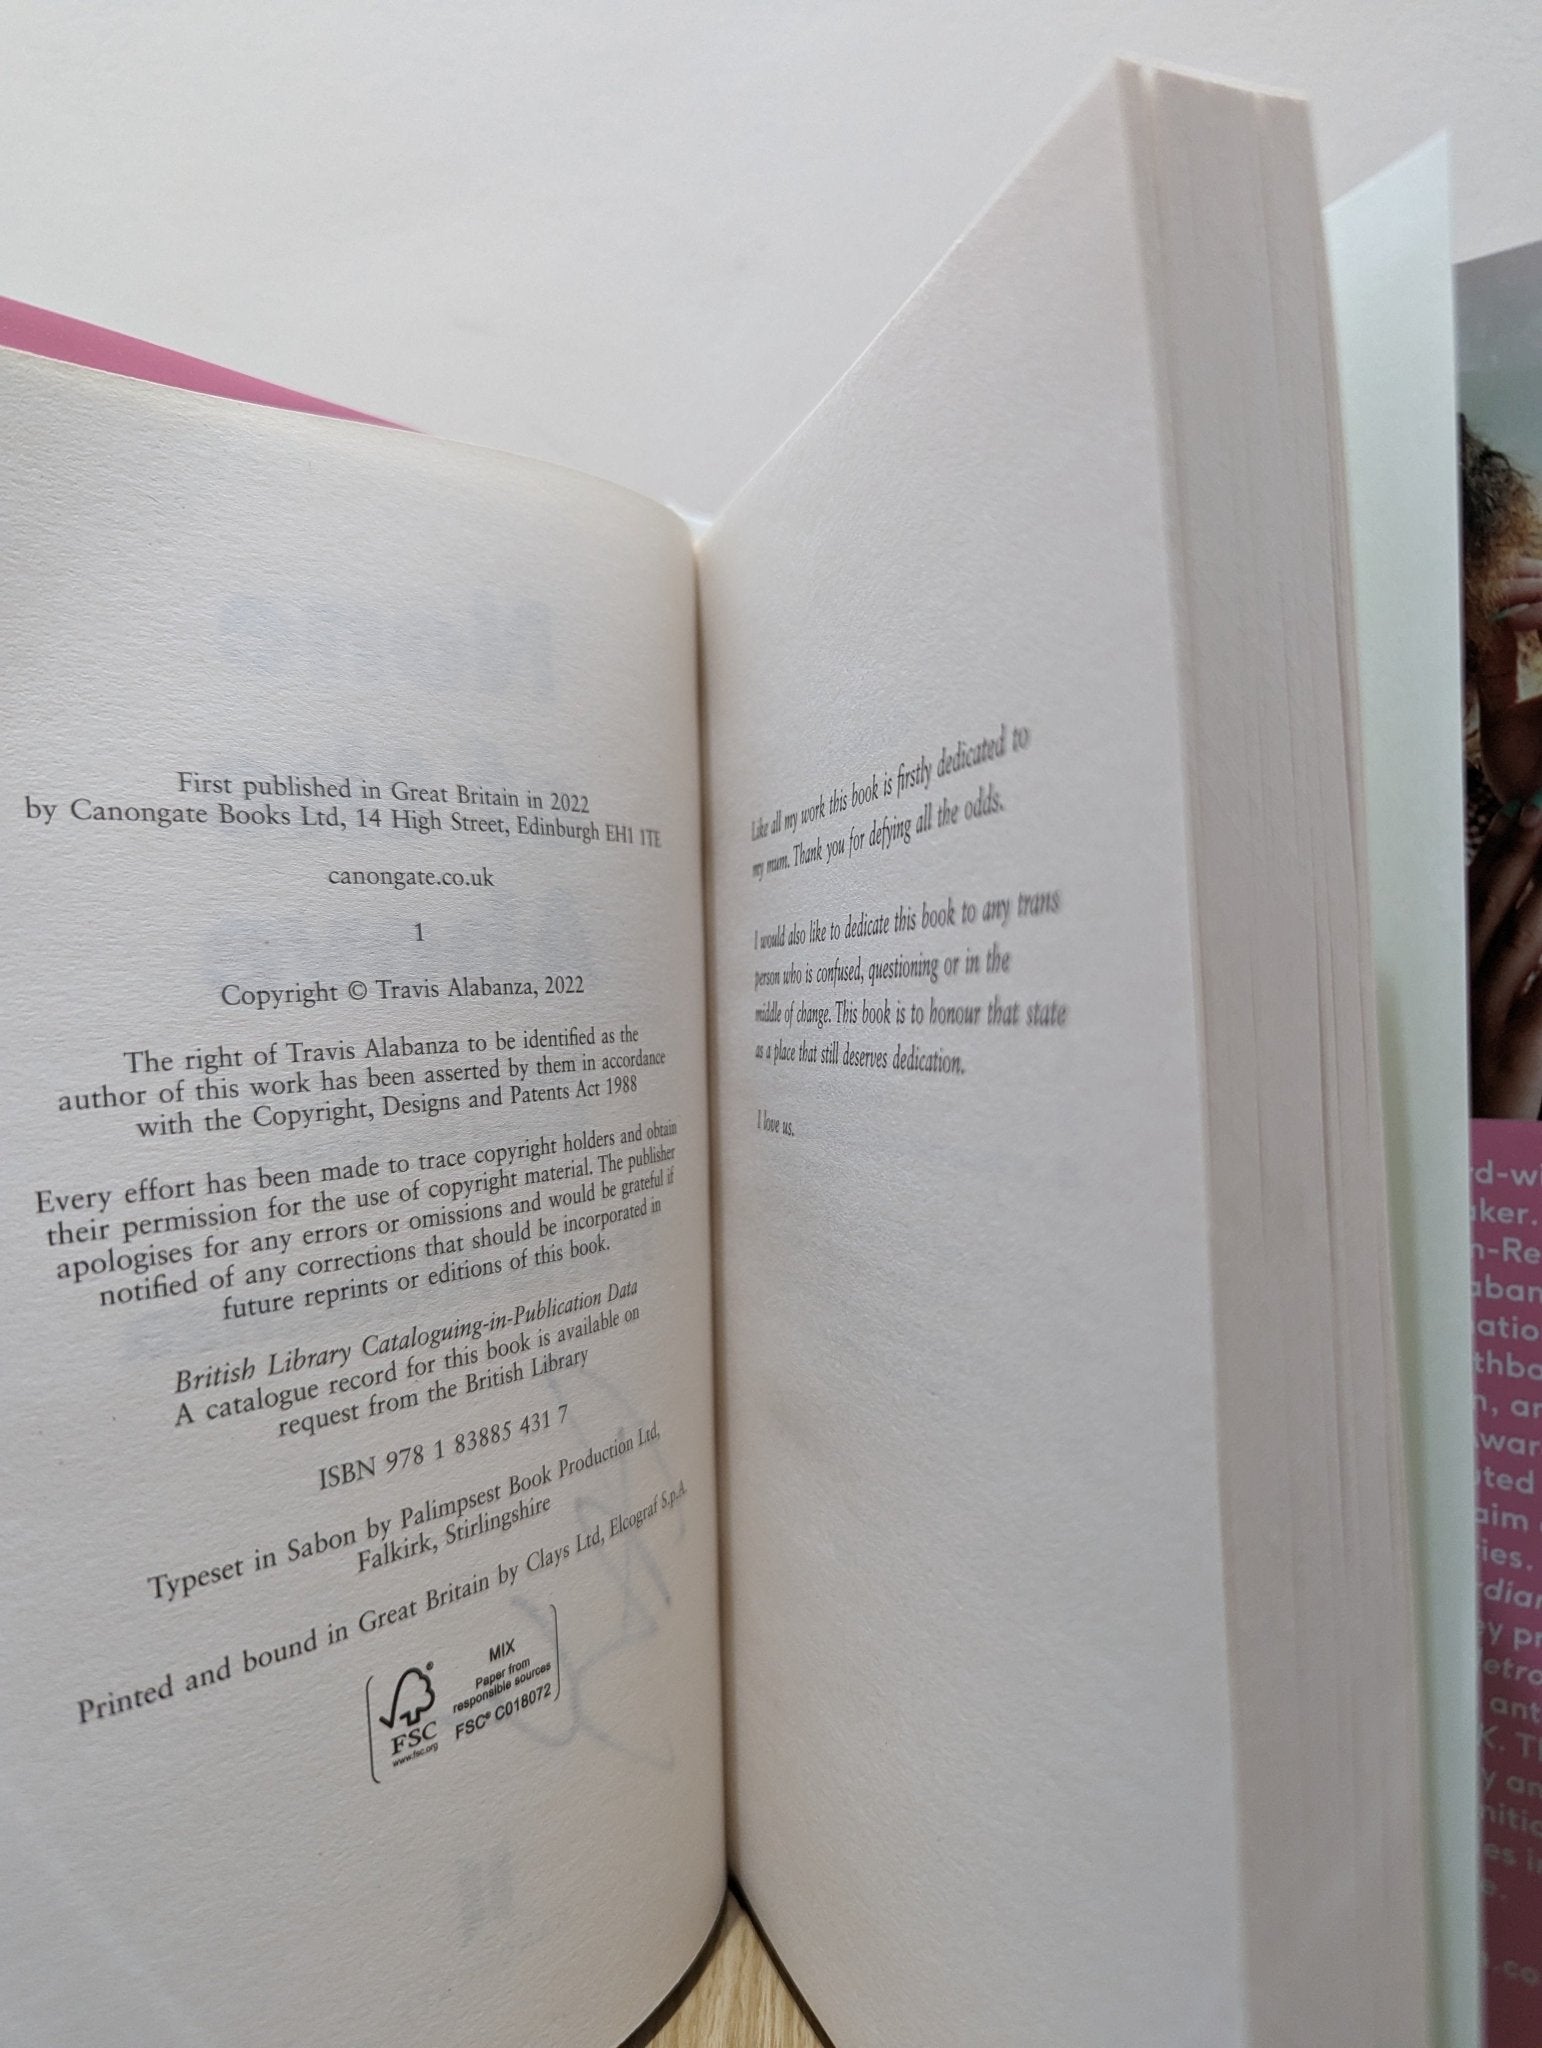 First published in Great Britain in 2022
by Canongate Books Ltd, 14 High Street, Edinburgh EH1 1TE
canongate.co.uk
1
Copyright © Travis Alabanza, 2022
The right of Travis Alabanza to be identified as the
author of this work has been asserted by them in accordance
with the Copyright, Designs and Patents Act 1988
Every effort has been made to trace copyright holders and obtain
their permission for the use of copyright material. The publisher
apologises for any errors or omissions and would be grateful if
notified of any corrections that should be incorporated in
future reprints or editions of this book.
British Library Cataloguing-in-Publication Data
A catalogue record for this book is available on
request from the British Library
ISBN 978 1 83885 431 7
Typeset in Sabon by Palimpsest Book Production Ltd,
Falkirk, Stirlingshire
Printed and bound in Great Britain by Clays Ltd, Elcograf S.p.A.
FSC®
www.fsc.org
MIX
Paper from
responsible sources
FSC® C018072
Like all my work this book is firstly dedicated to
my mum. Thank you for defying all the odds.
I would also like to dedicate this book to any trans
person who is confused, questioning or in the
middle of change. This book is to honour that state
as a place that still deserves dedication.
I love us.